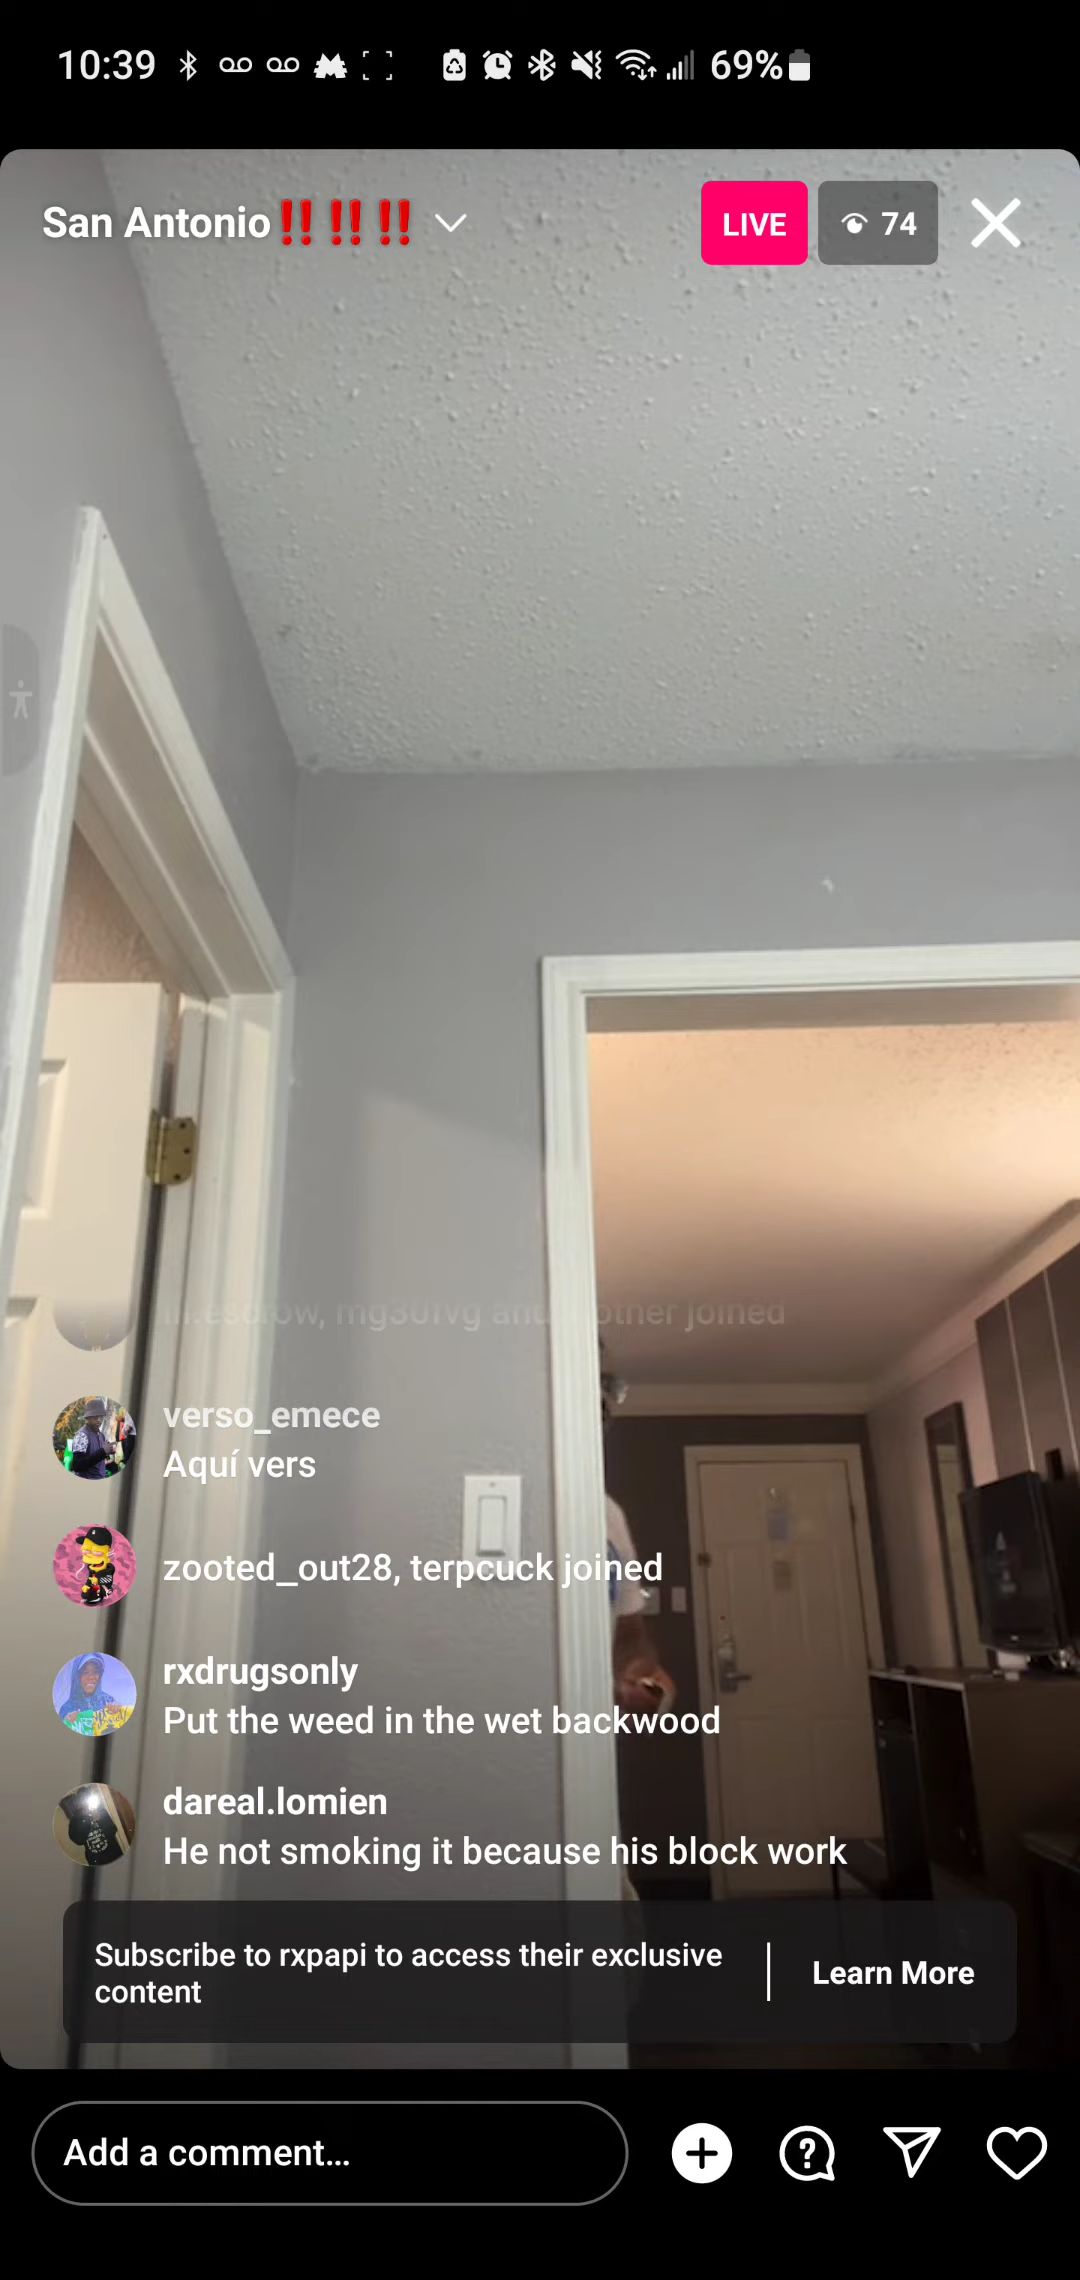 10:39
69%
San Antonio‼️‼️‼️
LIVE
74
other joined
verso_emece
Aquí vers
zooted_out28, terpcuck joined
rxdrugsonly
Put the weed in the wet backwood
dareal.lomien
He not smoking it because his block work
Subscribe to rxpapi to access their exclusive
content
Learn More
Add a comment...